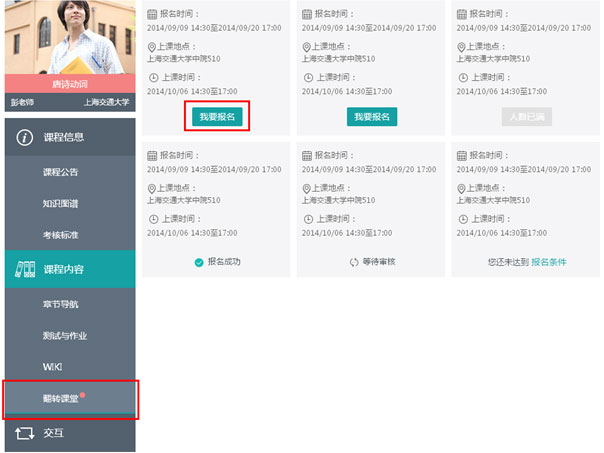 唐诗动词
彭老师 上海交通大学
课程信息
课程公告
知识图谱
考核标准
课程内容
章节导航
测试与作业
WIKI
翻转课堂
交互
报名时间：
2014/09/09 14:30至2014/09/20 17:00
上课地点：
上海交通大学中院510
上课时间：
2014/10/06 14:30至17:00
我要报名
报名时间：
2014/09/09 14:30至2014/09/20 17:00
上课地点：
上海交通大学中院510
上课时间：
2014/10/06 14:30至17:00
我要报名
报名时间：
2014/09/09 14:30至2014/09/20 17:00
上课地点：
上海交通大学中院510
上课时间：
2014/10/06 14:30至17:00
人数已满
报名时间：
2014/09/09 14:30至2014/09/20 17:00
上课地点：
上海交通大学中院510
上课时间：
2014/10/06 14:30至17:00
报名成功
报名时间：
2014/09/09 14:30至2014/09/20 17:00
上课地点：
上海交通大学中院510
上课时间：
2014/10/06 14:30至17:00
等待审核
报名时间：
2014/09/09 14:30至2014/09/20 17:00
上课地点：
上海交通大学中院510
上课时间：
2014/10/06 14:30至17:00
您还未达到 报名条件